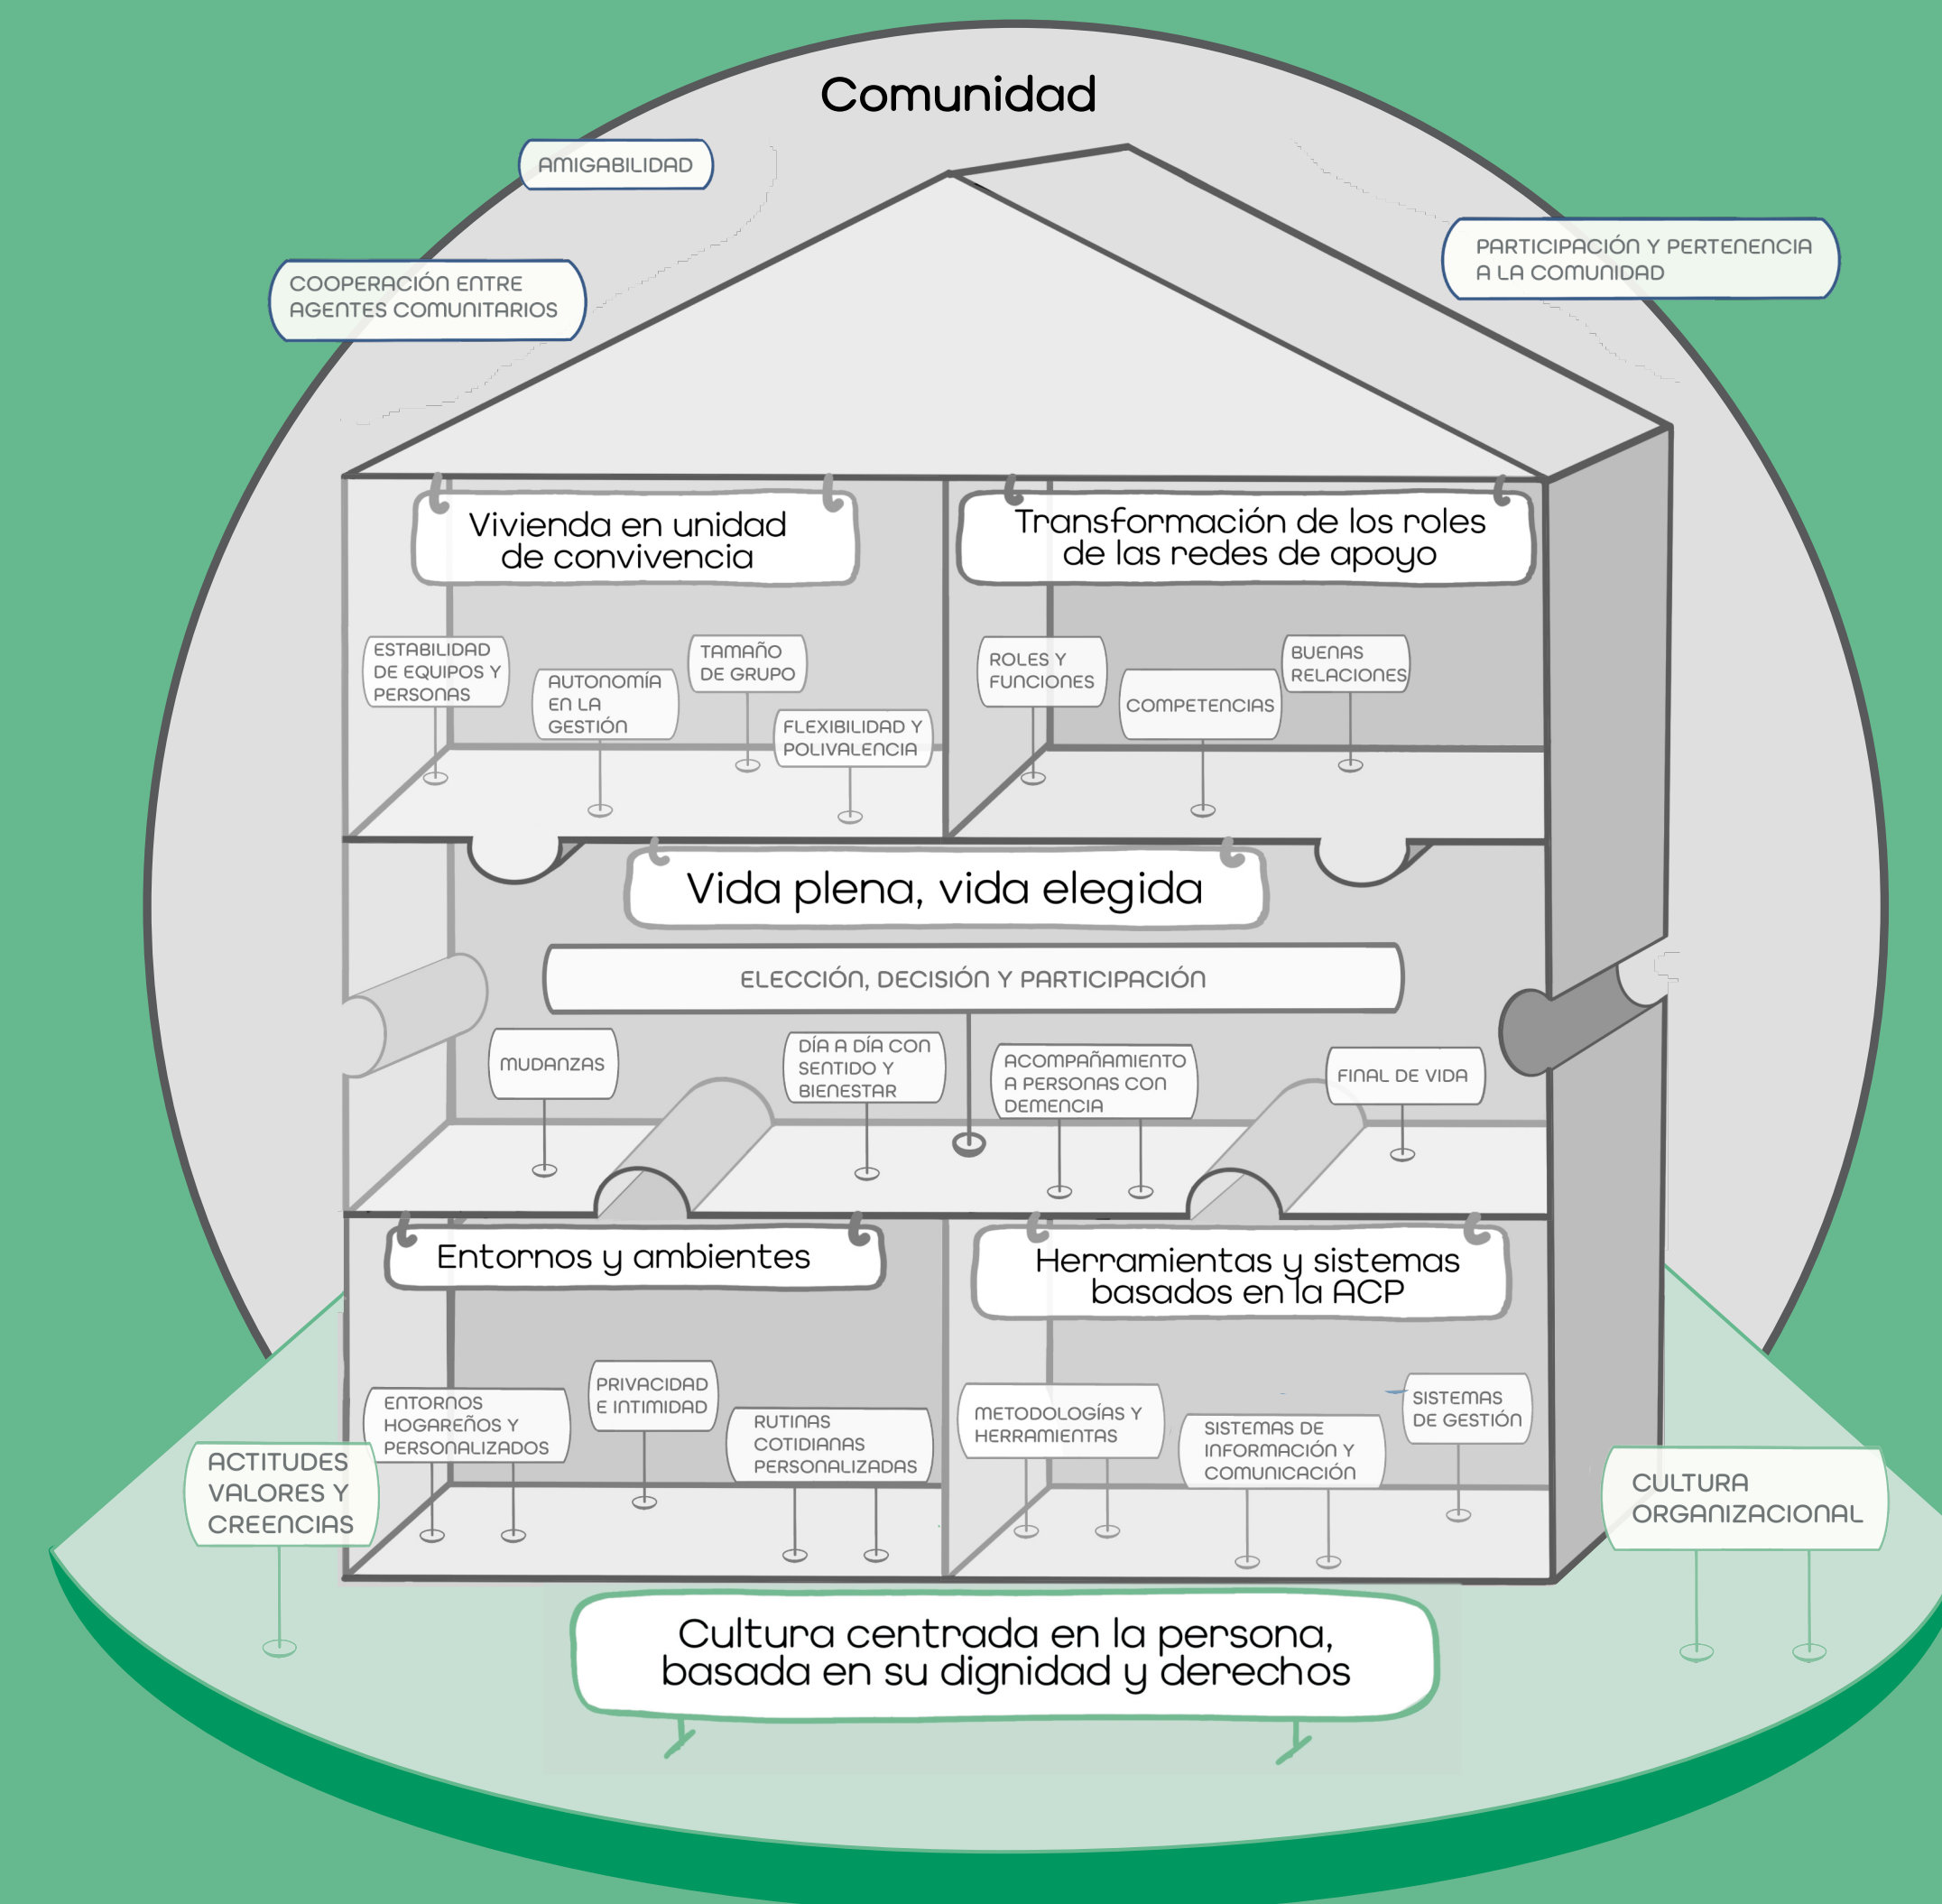 Comunidad
AMIGABILIDAD
COOPERACIÓN ENTRE
AGENTES COMUNITARIOS
PARTICIPACIÓN Y PERTENENCIA
A LA COMUNIDAD
Vivienda en unidad
de convivencia
ESTABILIDAD
DE EQUIPOS Y
PERSONAS
AUTONOMÍA
EN LA
GESTIÓN
TAMAÑO
DE GRUPO
FLEXIBILIDAD Y
POLIVALENCIA
Transformación de los roles
de las redes de apoyo
ROLES Y
FUNCIONES
COMPETENCIAS
BUENAS
RELACIONES
Vida plena, vida elegida
ELECCIÓN, DECISIÓN Y PARTICIPACIÓN
MUDANZAS
DÍA A DÍA CON
SENTIDO Y
BIENESTAR
ACOMPAÑAMIENTO
A PERSONAS CON
DEMENCIA
FINAL DE VIDA
Entornos y ambientes
ENTORNOS
HOGAREÑOS Y
PERSONALIZADOS
PRIVACIDAD
E INTIMIDAD
RUTINAS
COTIDIANAS
PERSONALIZADAS
Herramientas y sistemas
basados en la ACP
METODOLOGÍAS Y
HERRAMIENTAS
SISTEMAS DE
INFORMACIÓN Y
COMUNICACIÓN
SISTEMAS
DE GESTIÓN
ACTITUDES
VALORES Y
CREENCIAS
CULTURA
ORGANIZACIONAL
Cultura centrada en la persona,
basada en su dignidad y derechos